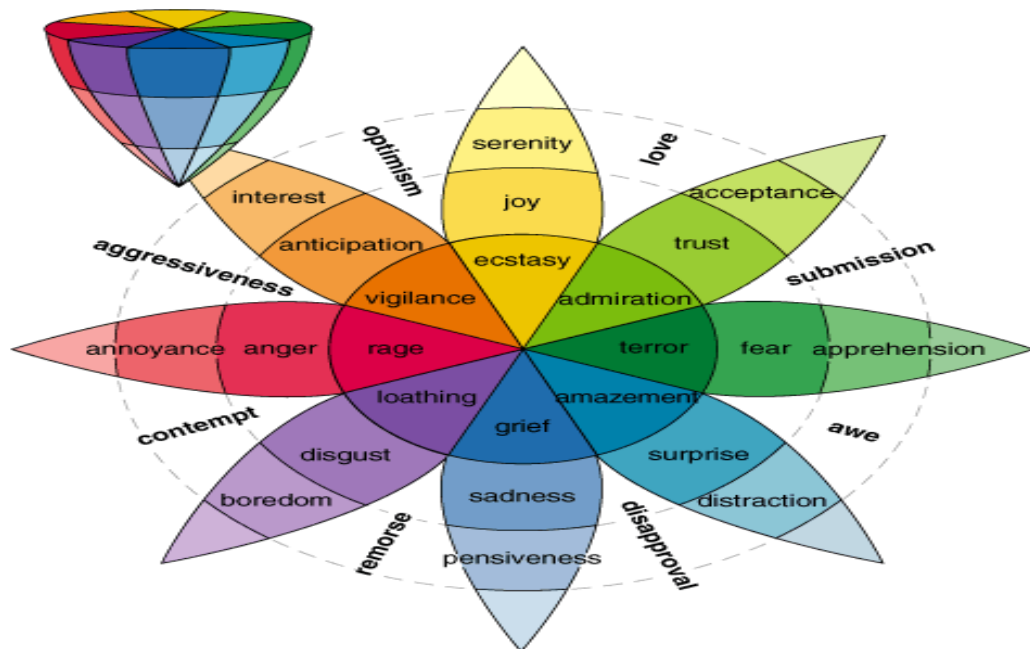 optimism
love
serenity
interest
acceptance
joy
anticipation
trust
aggressiveness
submission
ecstasy
vigilance
admiration
annoyance
anger
rage
terror
fear
apprehension
loathing
amazement
contempt
grief
awe
disgust
surprise
boredom
sadness
distraction
remorse
disapproval
pensiveness